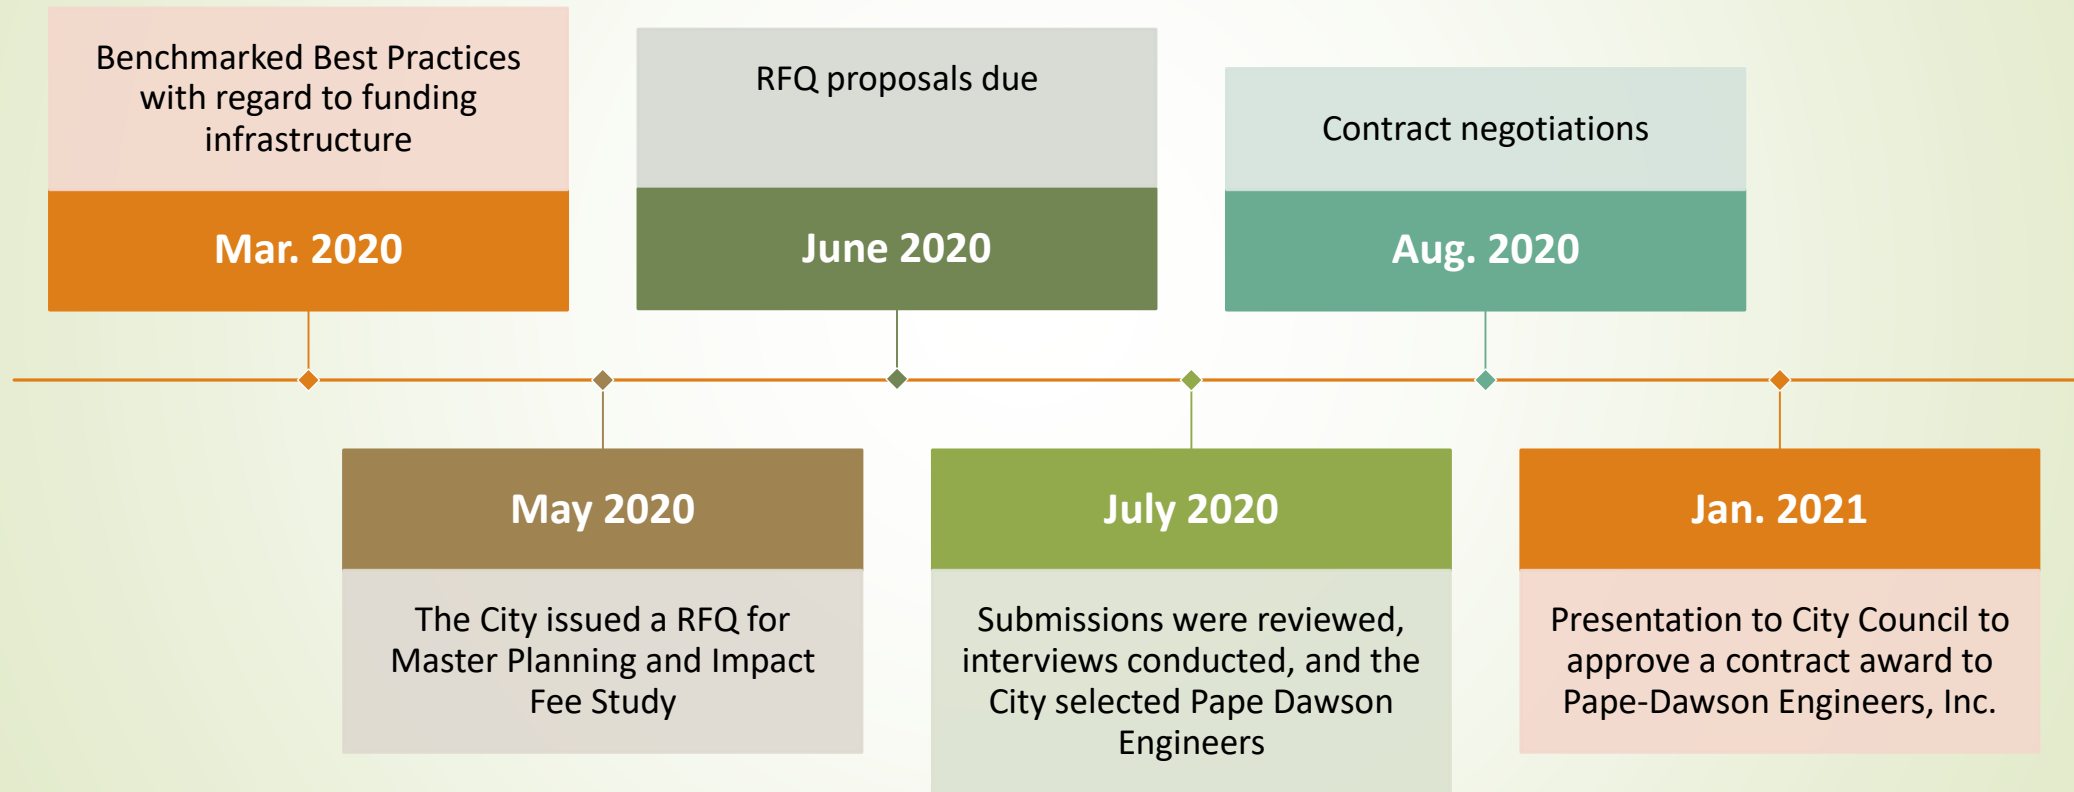 Benchmarked Best Practices
with regard to funding
infrastructure
Mar. 2020
RFQ proposals due
June 2020
Contract negotiations
Aug. 2020
May 2020
The City issued a RFQ for
Master Planning and Impact
Fee Study
July 2020
Submissions were reviewed,
interviews conducted, and the
City selected Pape Dawson
Engineers
Jan. 2021
Presentation to City Council to
approve a contract award to
Pape-Dawson Engineers, Inc.